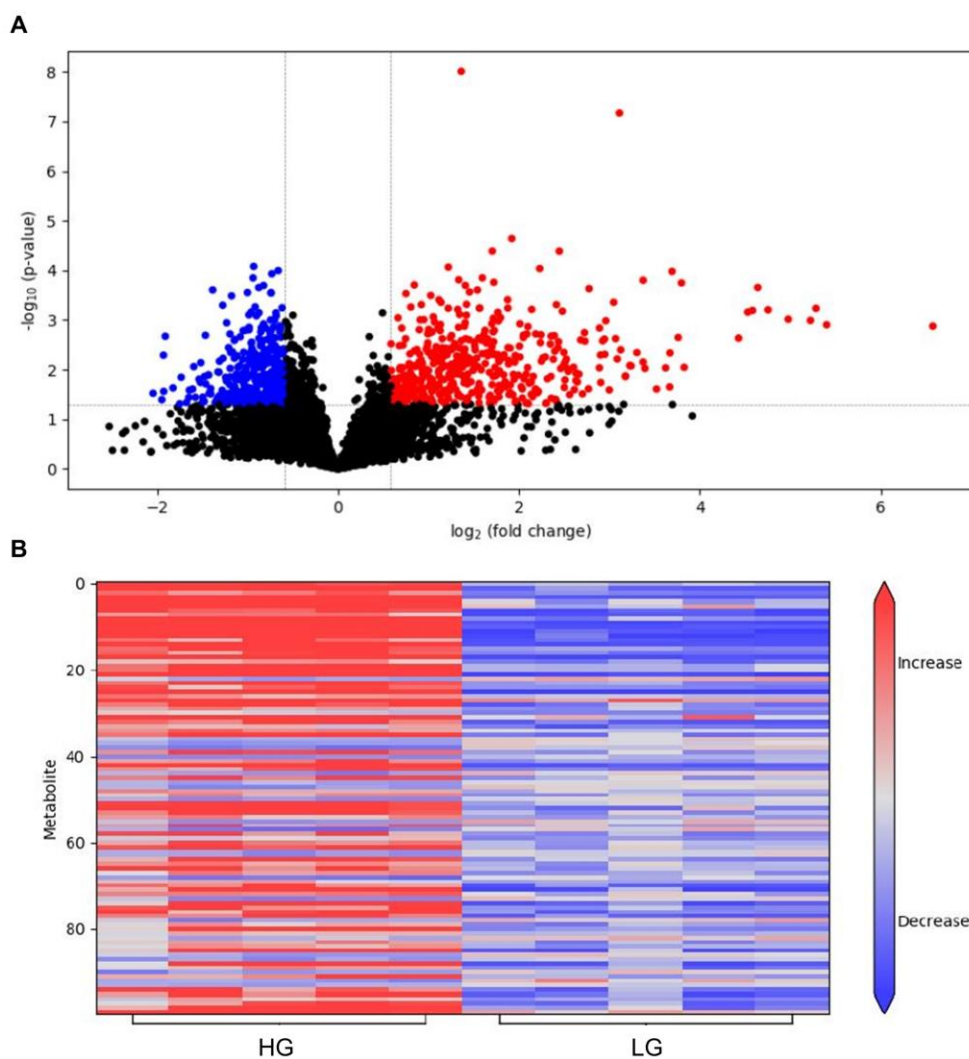 A
8
7
6
5
4
3
2
1
0
-log10 (p-value)
−2 0 2 4 6
log2 (fold change)
B
0
20
40
60
80
Metabolite
Increase
Decrease
HG LG